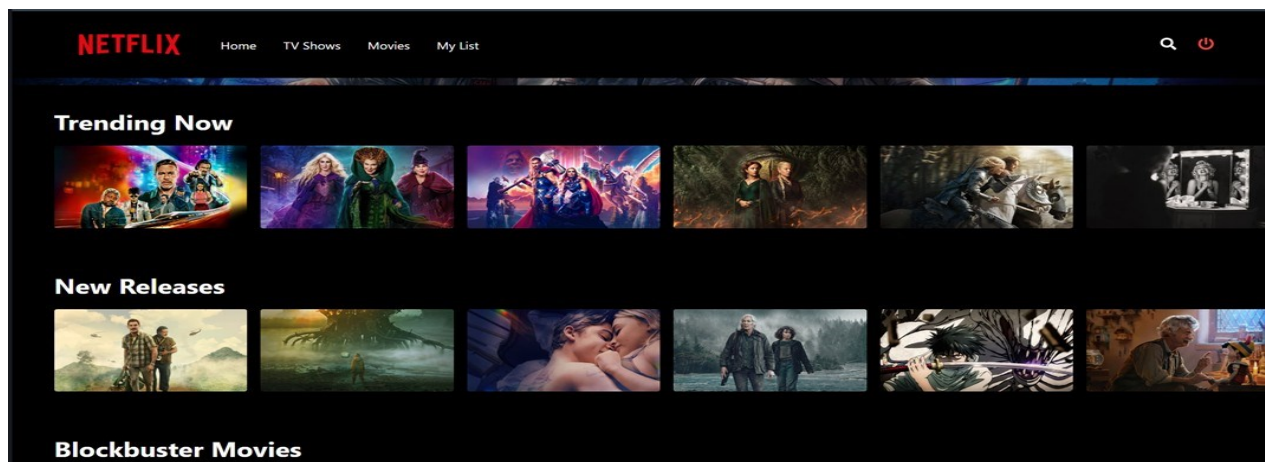 NETFLIX Home TV Shows Movies My List
Trending Now
New Releases
Blockbuster Movies